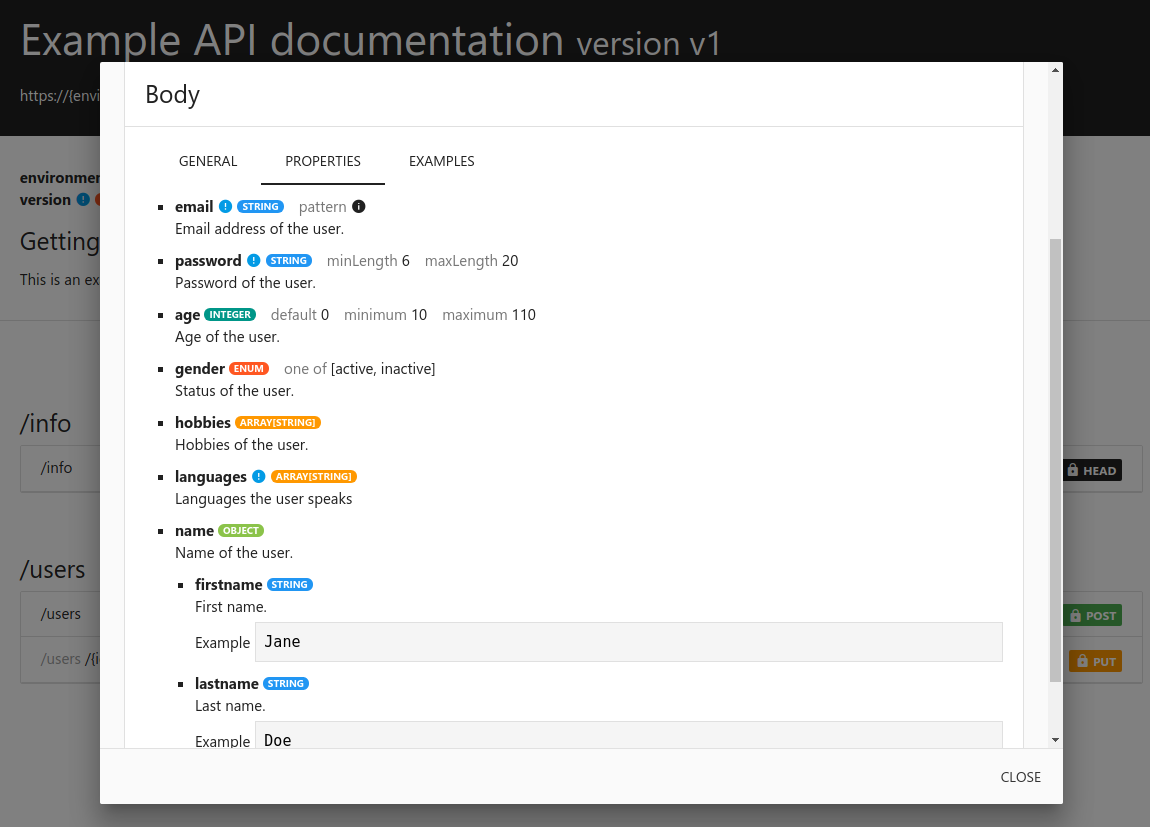 Example API documentation version v1
https://{envi
environmen
version
Getting
This is an ex
/info
/info
HEAD
/users
/users
POST
/users /{i
PUT
Body
GENERAL PROPERTIES EXAMPLES
email ! STRING pattern i
Email address of the user.
password ! STRING minLength 6 maxLength 20
Password of the user.
age INTEGER default 0 minimum 10 maximum 110
Age of the user.
gender ENUM one of [active, inactive]
Status of the user.
hobbies ARRAY[STRING]
Hobbies of the user.
languages ! ARRAY[STRING]
Languages the user speaks
name OBJECT
Name of the user.
firstname STRING
First name.
Example Jane
lastname STRING
Last name.
Example Doe
CLOSE